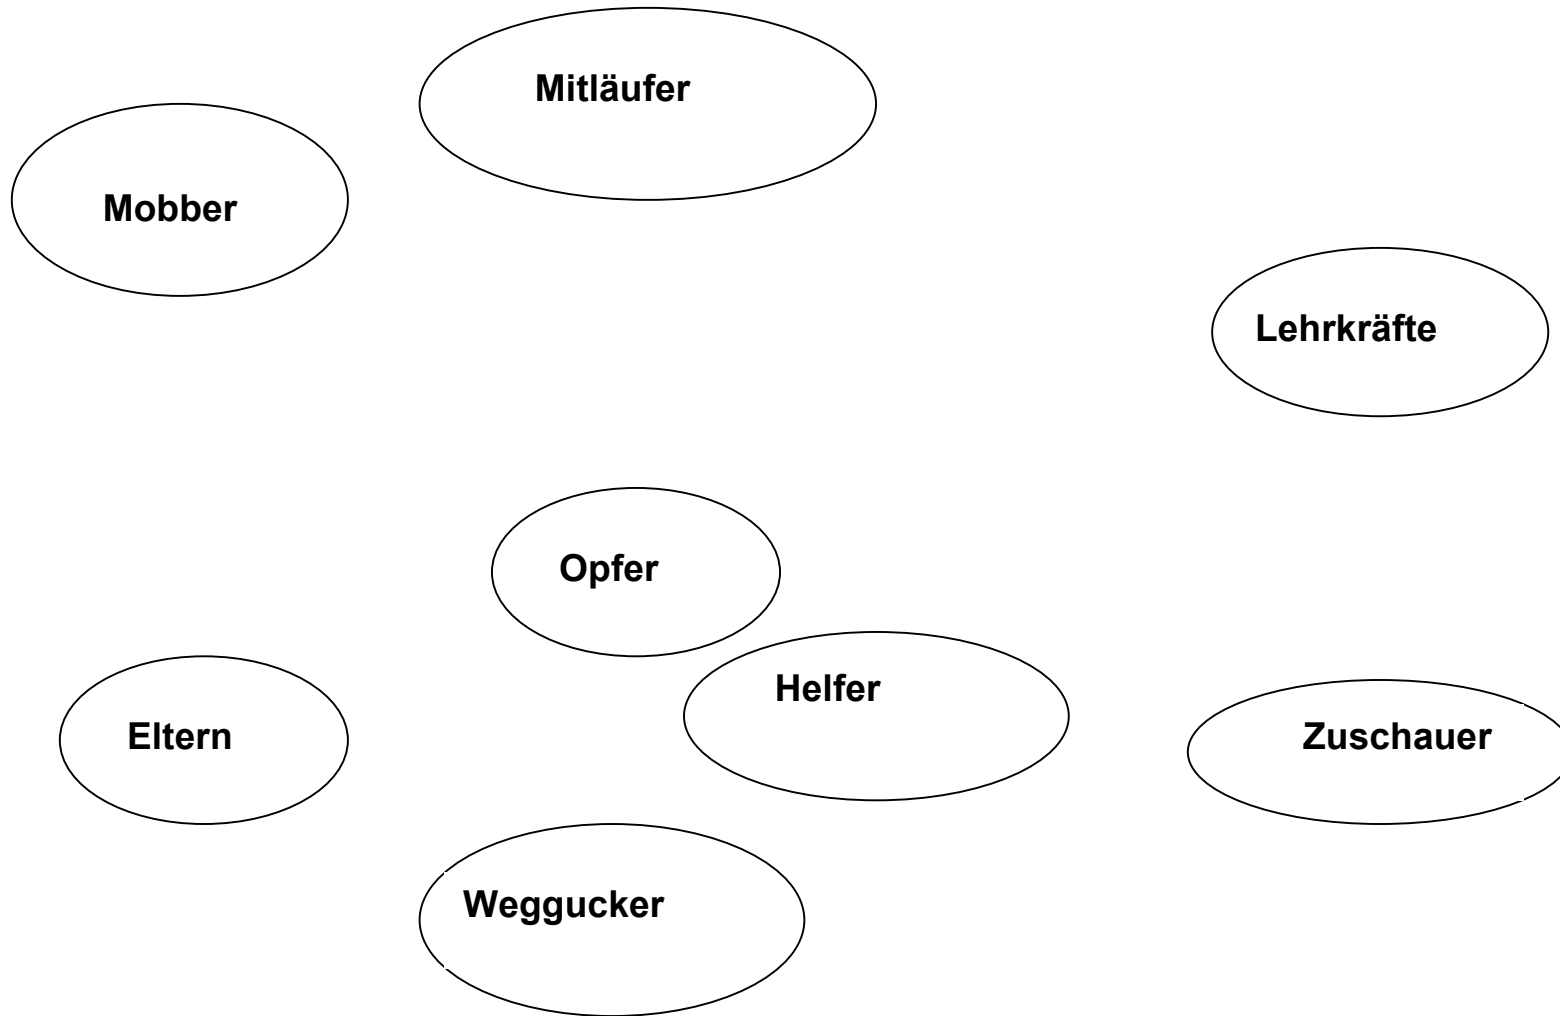 Mitläufer
Mobber
Lehrkräfte
Opfer
Helfer
Eltern
Zuschauer
Weggucker